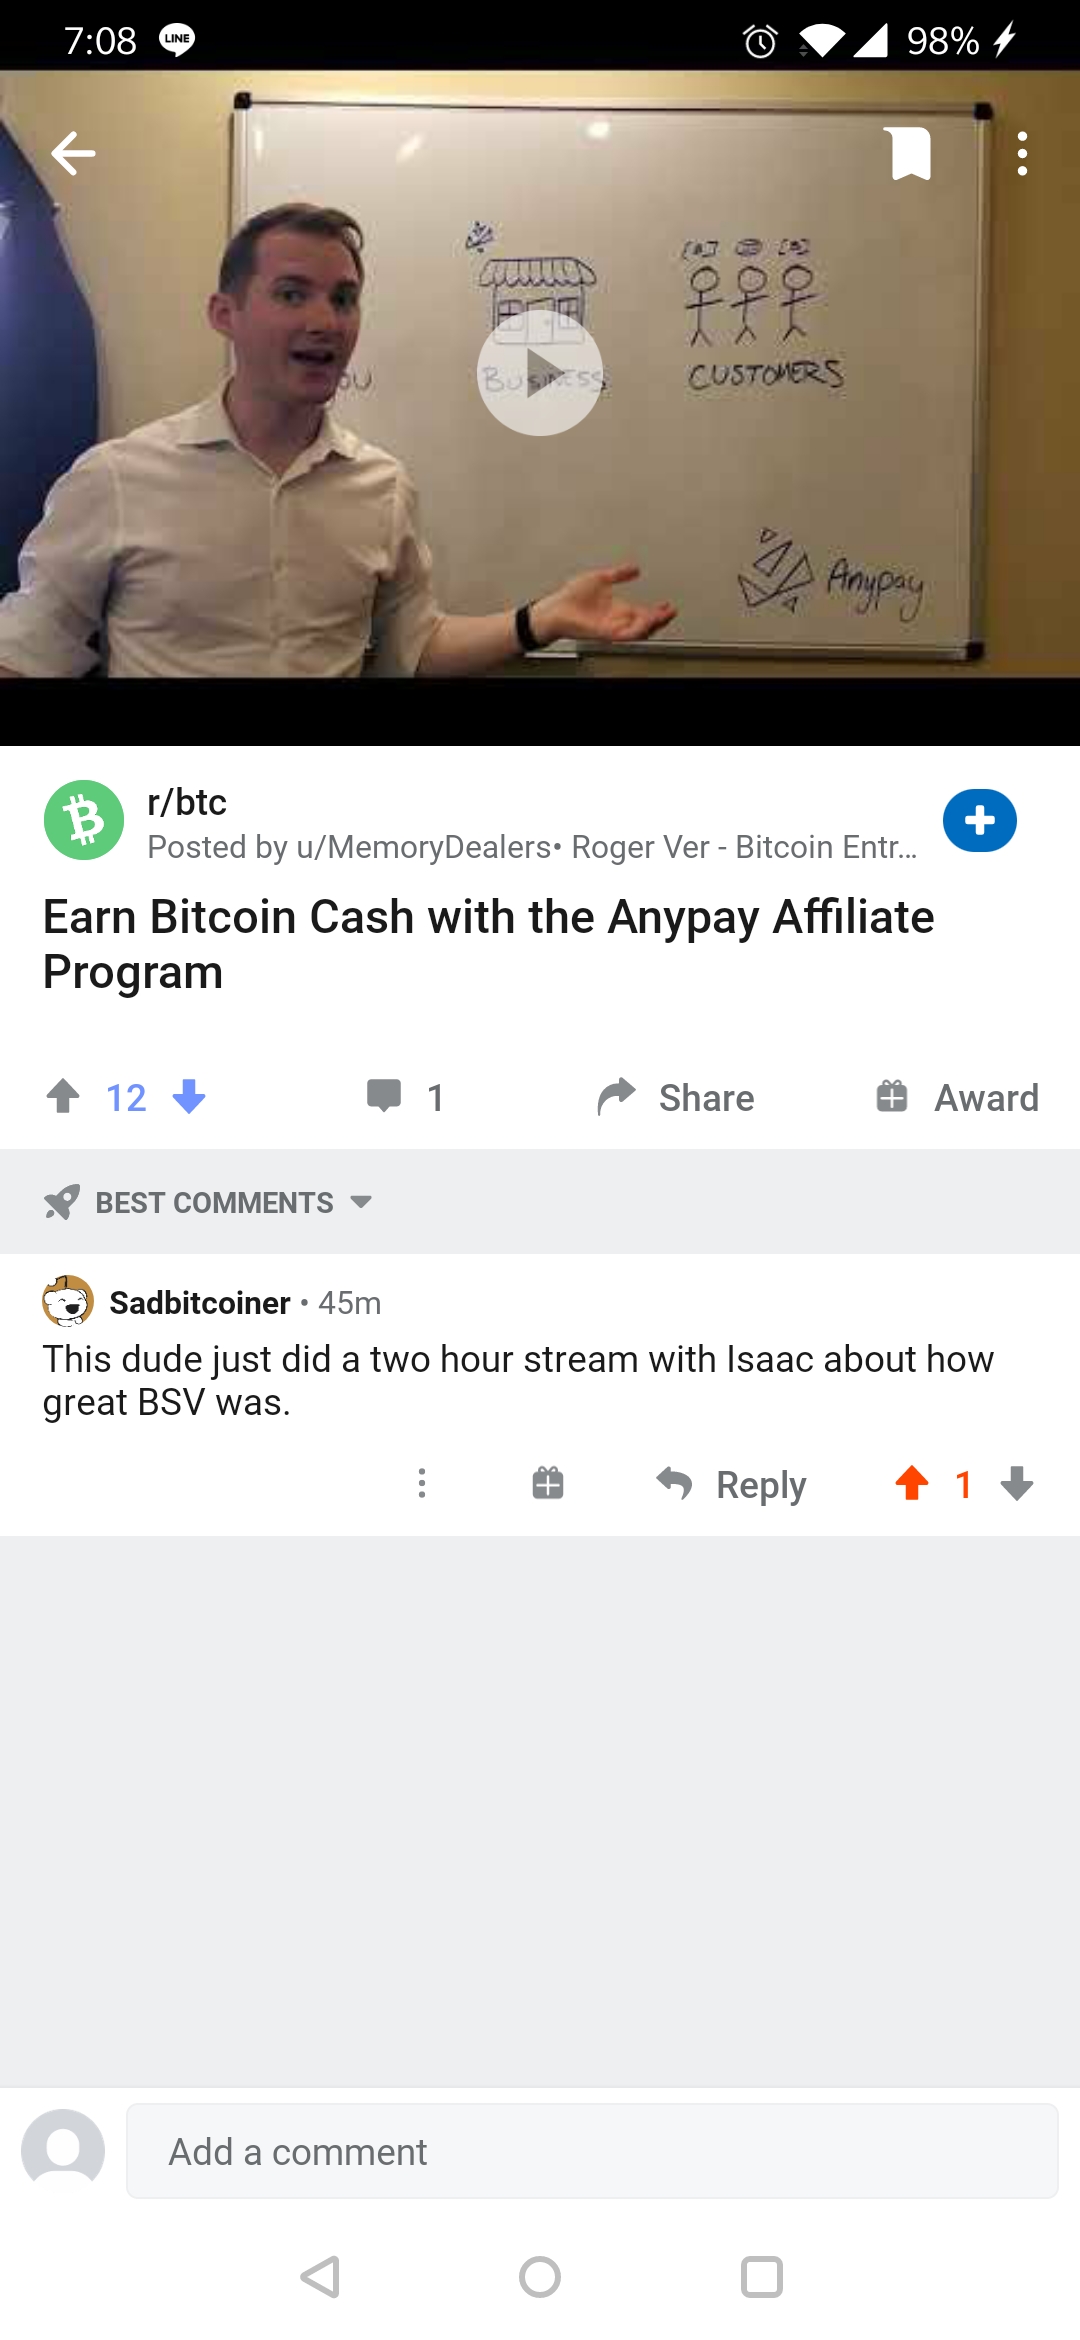 7:08 LINE 98%
BUSINESS
CUSTOMERS
Anypay
r/btc
Posted by u/MemoryDealers• Roger Ver - Bitcoin Entr...
Earn Bitcoin Cash with the Anypay Affiliate
Program
12 1 Share Award
BEST COMMENTS
Sadbitcoiner • 45m
This dude just did a two hour stream with Isaac about how
great BSV was.
Reply 1
Add a comment